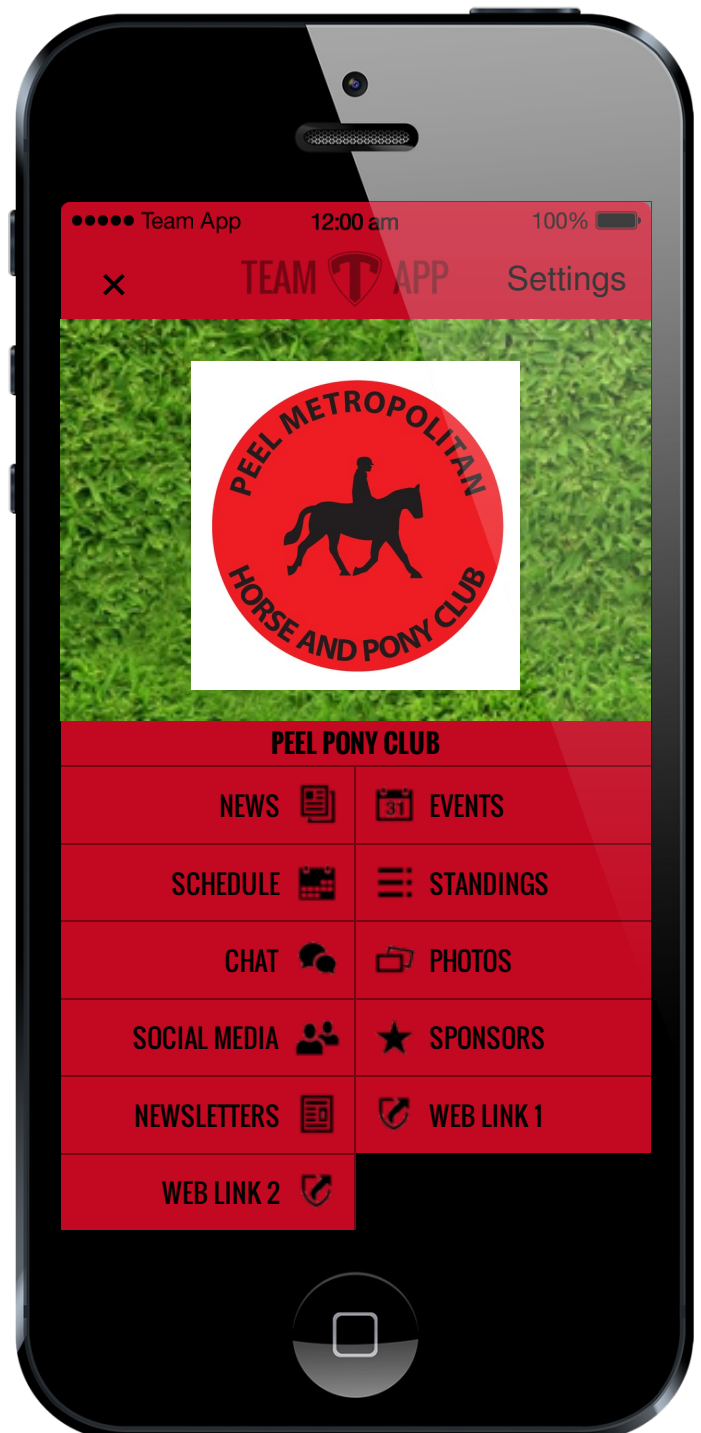 Team App 12:00 am 100%
× TEAM T APP Settings
PEEL METROPOLITAN
HORSE AND PONY CLUB
PEEL PONY CLUB
NEWS 31 EVENTS
SCHEDULE STANDINGS
CHAT PHOTOS
SOCIAL MEDIA SPONSORS
NEWSLETTERS WEB LINK 1
WEB LINK 2